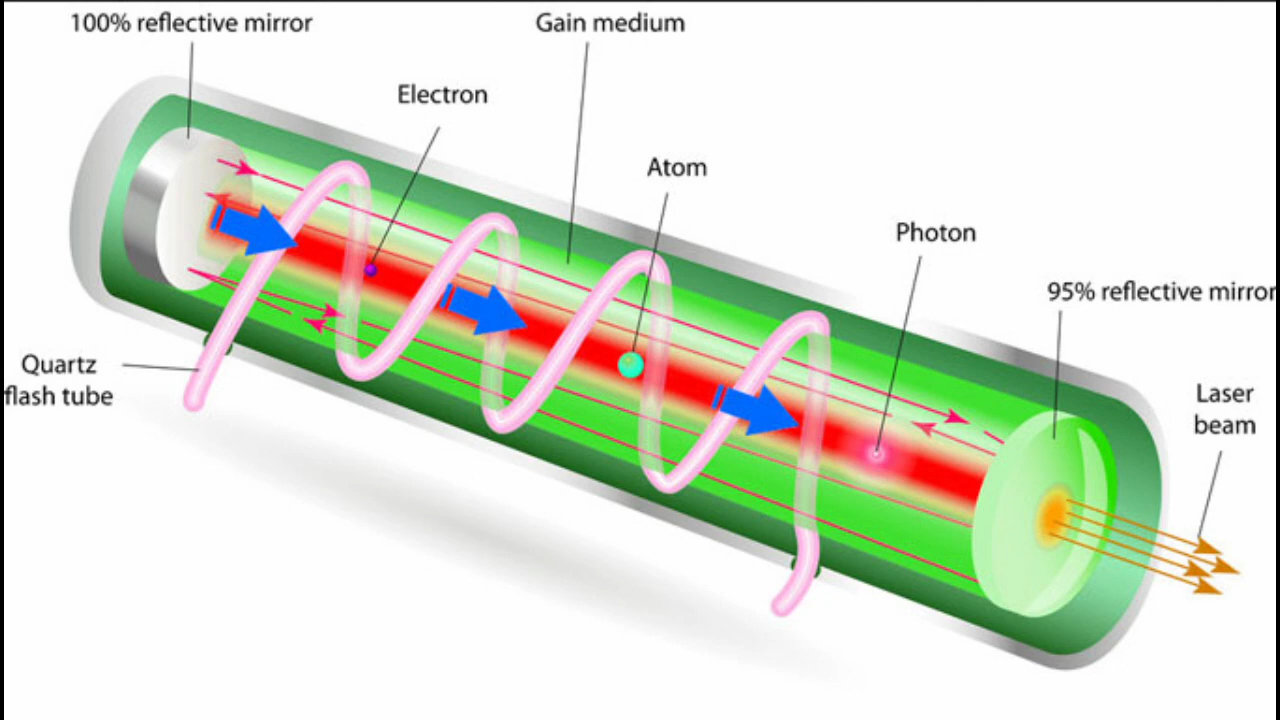 100% reflective mirror
Gain medium
Electron
Atom
Photon
95% reflective mirror
Quartz
flash tube
Laser
beam